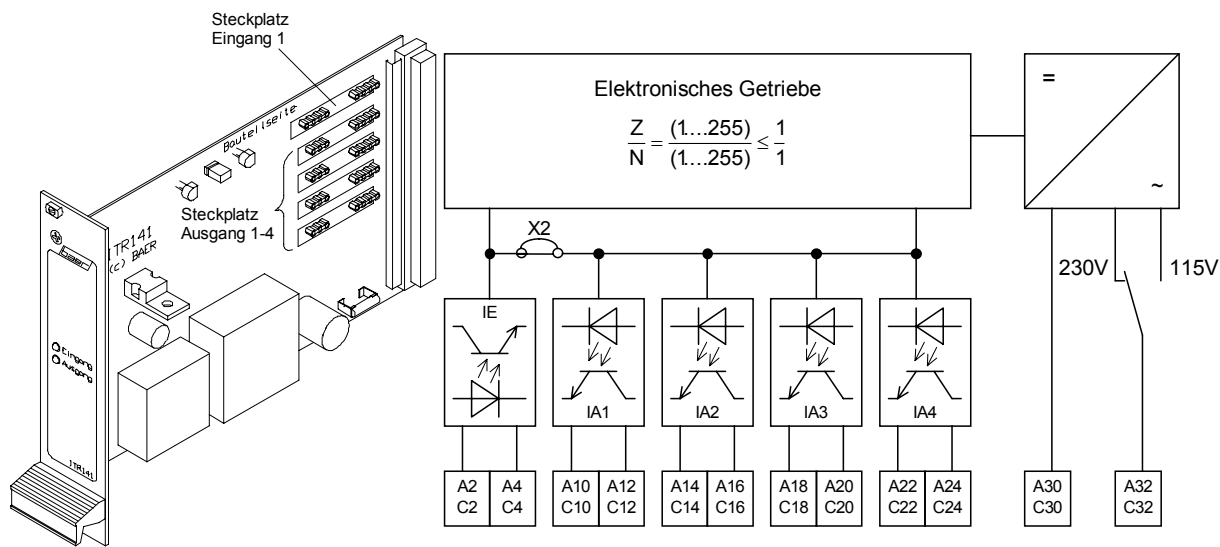 Steckplatz
Eingang 1
Bauteilseite
Steckplatz
Ausgang 1-4
ITR141
(c) BAER
baer
Eingang
Ausgang
ITR141
Elektronisches Getriebe
Z/N = (1...255)/(1...255) ≤ 1/1
=
~
X2
230V
115V
IE
IA1
IA2
IA3
IA4
A2 A4 A10 A12 A14 A16 A18 A20 A22 A24 A30 A32
C2 C4 C10 C12 C14 C16 C18 C20 C22 C24 C30 C32